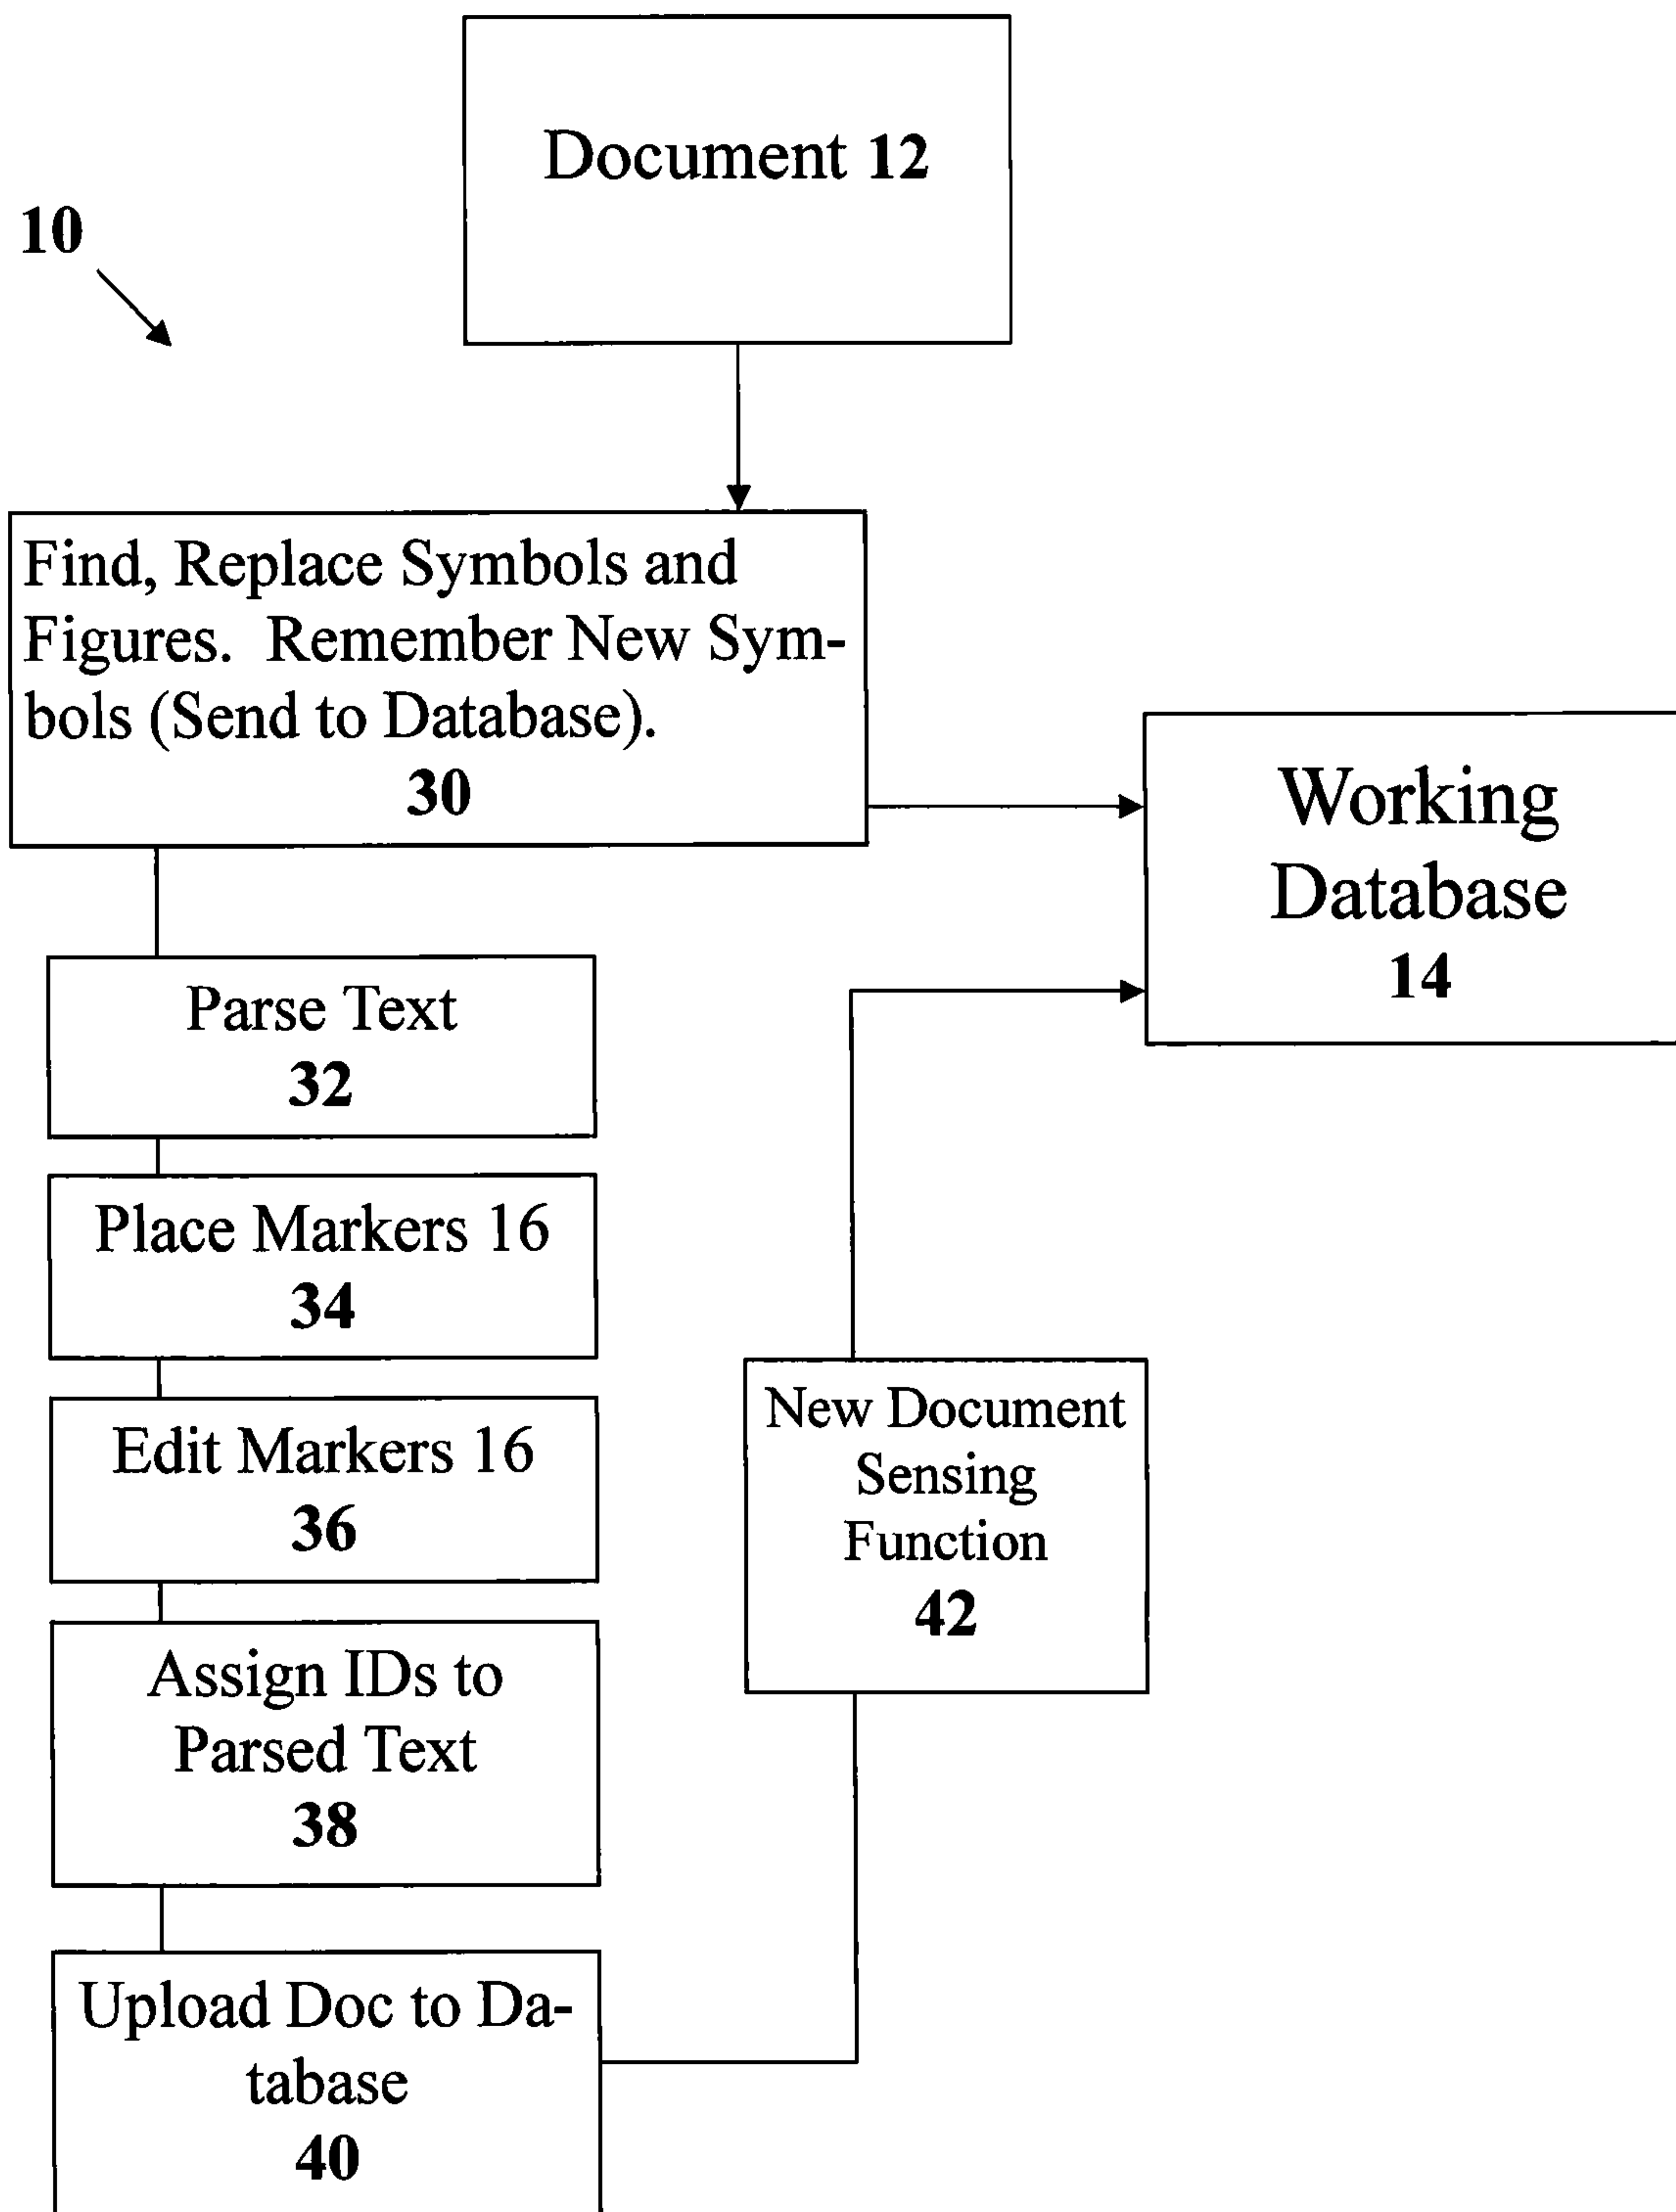 Document 12
10
Find, Replace Symbols and
Figures.  Remember New Sym-
bols (Send to Database).
30
Working
Database
14
Parse Text
32
Place Markers 16
34
Edit Markers 16
36
New Document
Sensing
Function
42
Assign IDs to
Parsed Text
38
Upload Doc to Da-
tabase
40